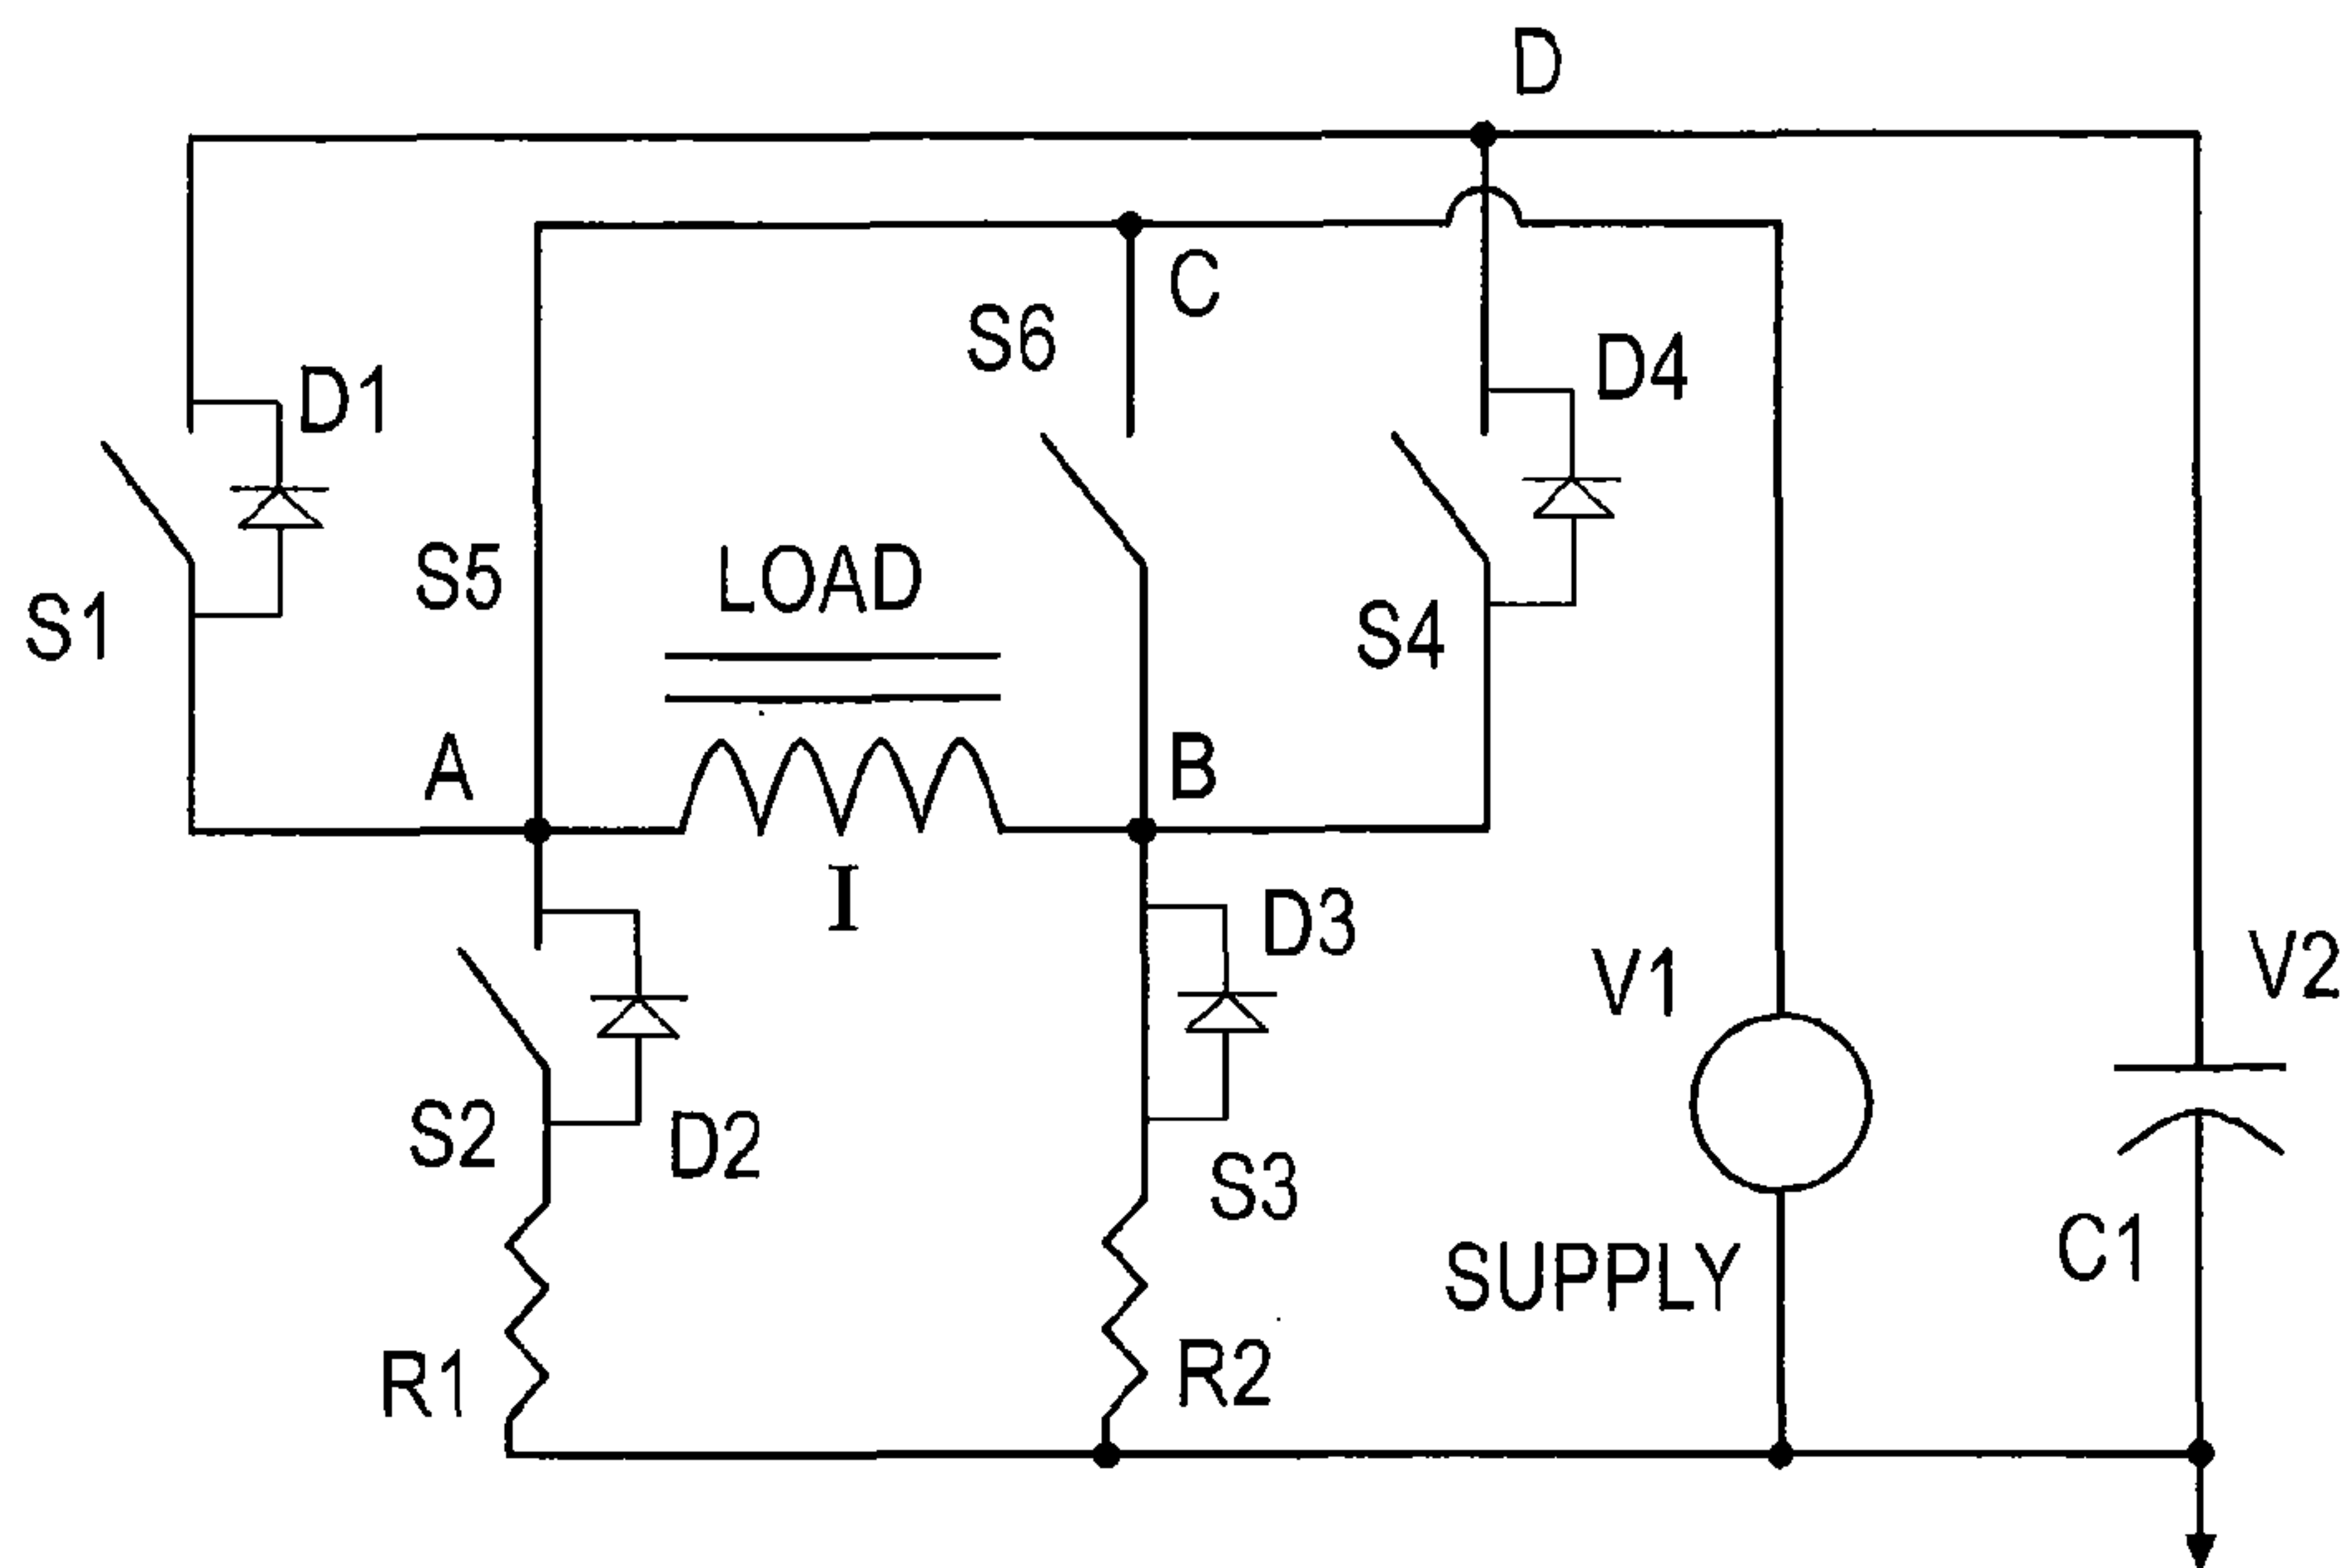 D
C
S6
D4
D1
S5
LOAD
S1
S4
A
B
I
D3
V1
V2
S2
D2
S3
C1
SUPPLY
R1
R2